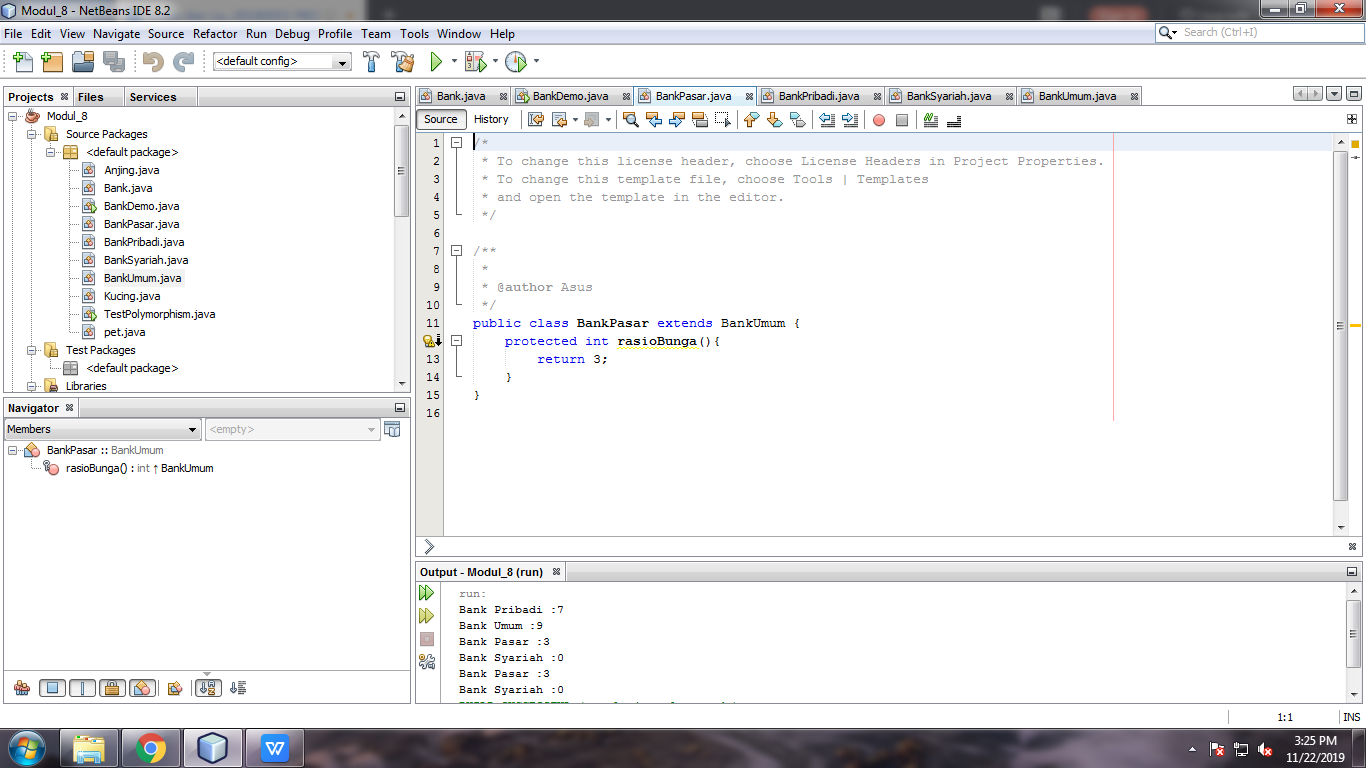 Modul_8 - NetBeans IDE 8.2
File Edit View Navigate Source Refactor Run Debug Profile Team Tools Window Help
Search (Ctrl+I)
<default config>
Projects Files Services
Modul_8
Source Packages
<default package>
Anjing.java
Bank.java
BankDemo.java
BankPasar.java
BankPribadi.java
BankSyariah.java
BankUmum.java
Kucing.java
TestPolymorphism.java
pet.java
Test Packages
<default package>
Libraries
Navigator
Members
<empty>
BankPasar :: BankUmum
rasioBunga() : int ↑ BankUmum
Bank.java BankDemo.java BankPasar.java BankPribadi.java BankSyariah.java BankUmum.java
Source History
1 /*
2 * To change this license header, choose License Headers in Project Properties.
3 * To change this template file, choose Tools | Templates
4 * and open the template in the editor.
5 */
6
7 /**
8 *
9 * @author Asus
10 */
11 public class BankPasar extends BankUmum {
protected int rasioBunga(){
13 return 3;
14 }
15 }
16
Output - Modul_8 (run)
run:
Bank Pribadi :7
Bank Umum :9
Bank Pasar :3
Bank Syariah :0
Bank Pasar :3
Bank Syariah :0
1:1 INS
3:25 PM
11/22/2019